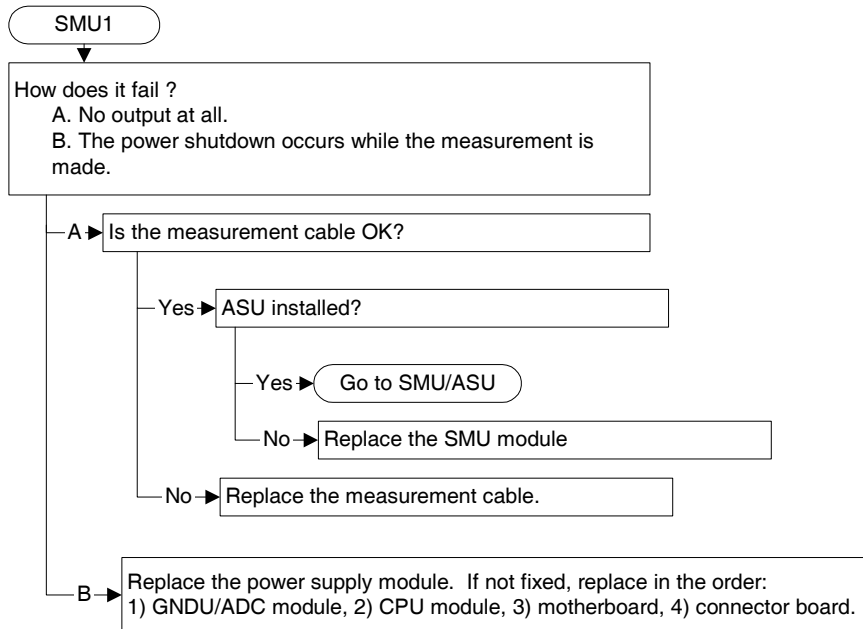 SMU1
How does it fail ?
A. No output at all.
B. The power shutdown occurs while the measurement is
made.
A
Is the measurement cable OK?
Yes
ASU installed?
Yes
Go to SMU/ASU
No
Replace the SMU module
No
Replace the measurement cable.
B
Replace the power supply module.  If not fixed, replace in the order:
1) GNDU/ADC module, 2) CPU module, 3) motherboard, 4) connector board.